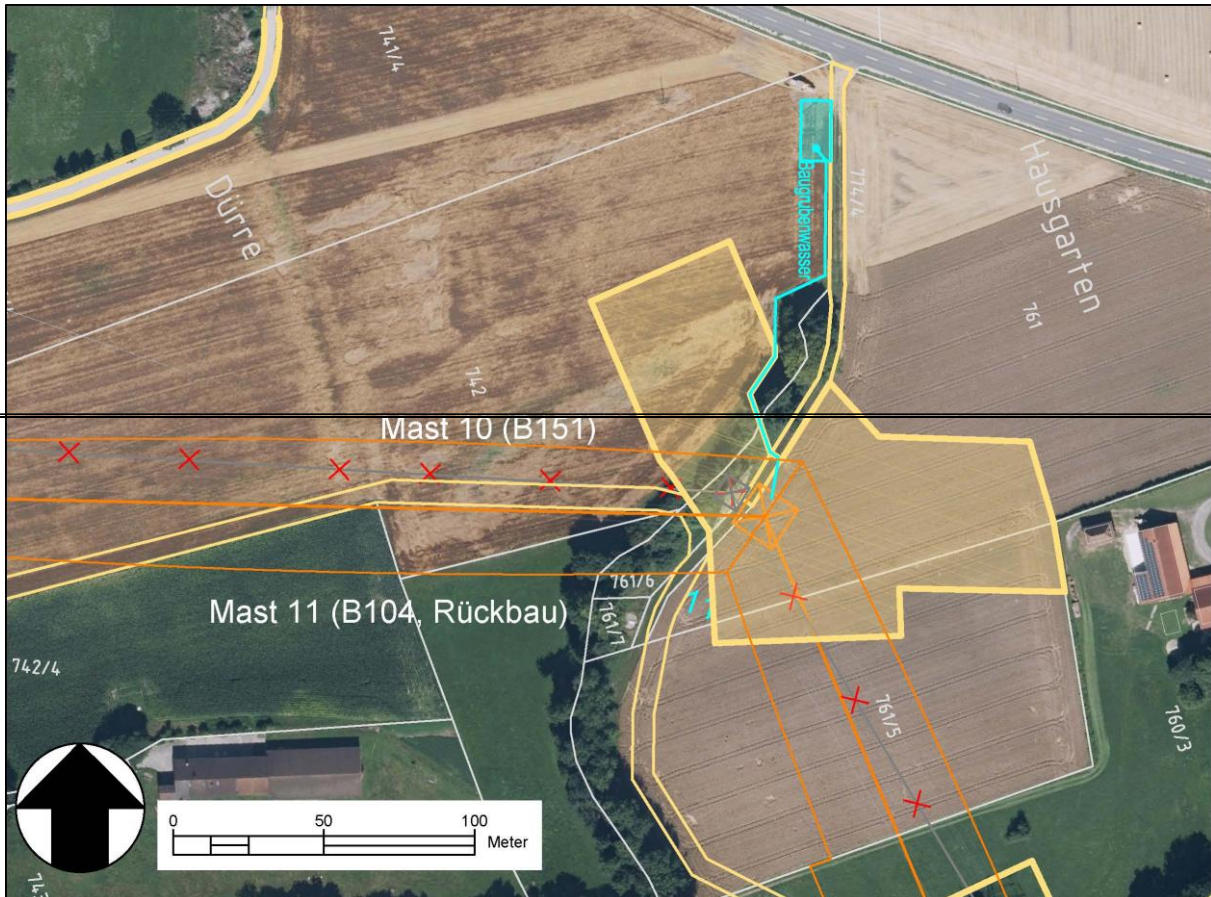 741/4
Dürre
Baugrubenwasser
774/4
Hausgarten
761
742
Mast 10 (B151)
761/6
761/7
Mast 11 (B104, Rückbau)
742/4
761/5
760/3
0 50 100
Meter